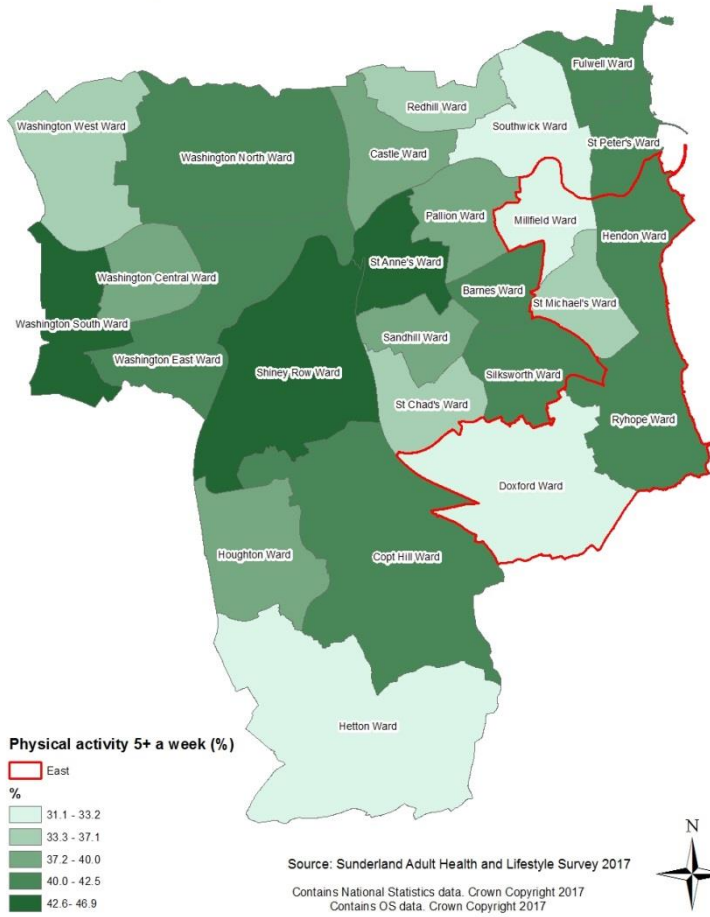 Fulwell Ward
Redhill Ward
Washington West Ward
Southwick Ward
St Peter's Ward
Washington North Ward
Castle Ward
Pallion Ward
Millfield Ward
Hendon Ward
St Anne's Ward
Washington Central Ward
Barnes Ward
St Michael's Ward
Washington South Ward
Sandhill Ward
Washington East Ward
Shiney Row Ward
Silksworth Ward
St Chad's Ward
Ryhope Ward
Doxford Ward
Houghton Ward
Copt Hill Ward
Hetton Ward
Physical activity 5+ a week (%)
East
%
31.1 - 33.2
33.3 - 37.1
37.2 - 40.0
40.0 - 42.5
42.6- 46.9
N
Source: Sunderland Adult Health and Lifestyle Survey 2017
Contains National Statistics data. Crown Copyright 2017
Contains OS data. Crown Copyright 2017